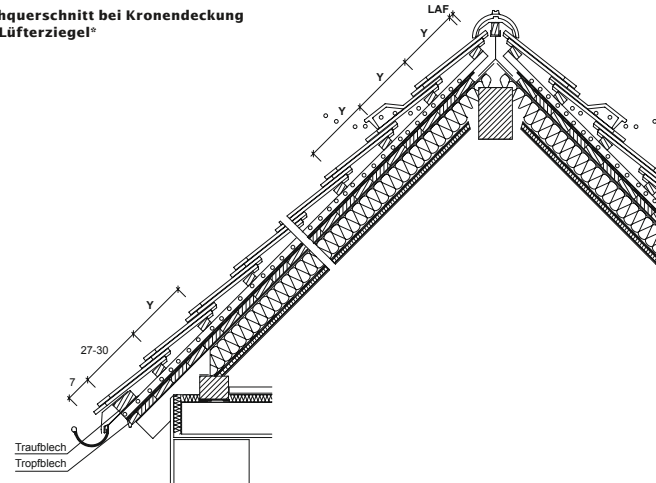 hquerschnitt bei Kronendeckung
Lüfterziegel*
LAF
Y
Y
Y
Y
27-30
7
Traufblech
Tropfblech